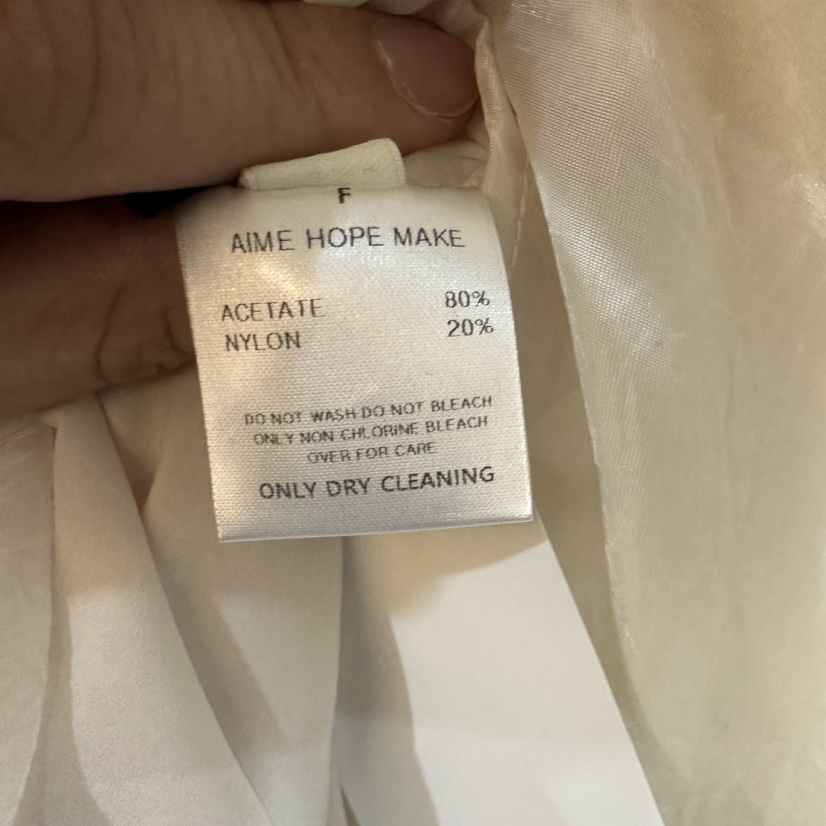 F
AIME HOPE MAKE
ACETATE 80%
NYLON 20%
DO NOT WASH DO NOT BLEACH
ONLY NON CHLORINE BLEACH
OVER FOR CARE
ONLY DRY CLEANING